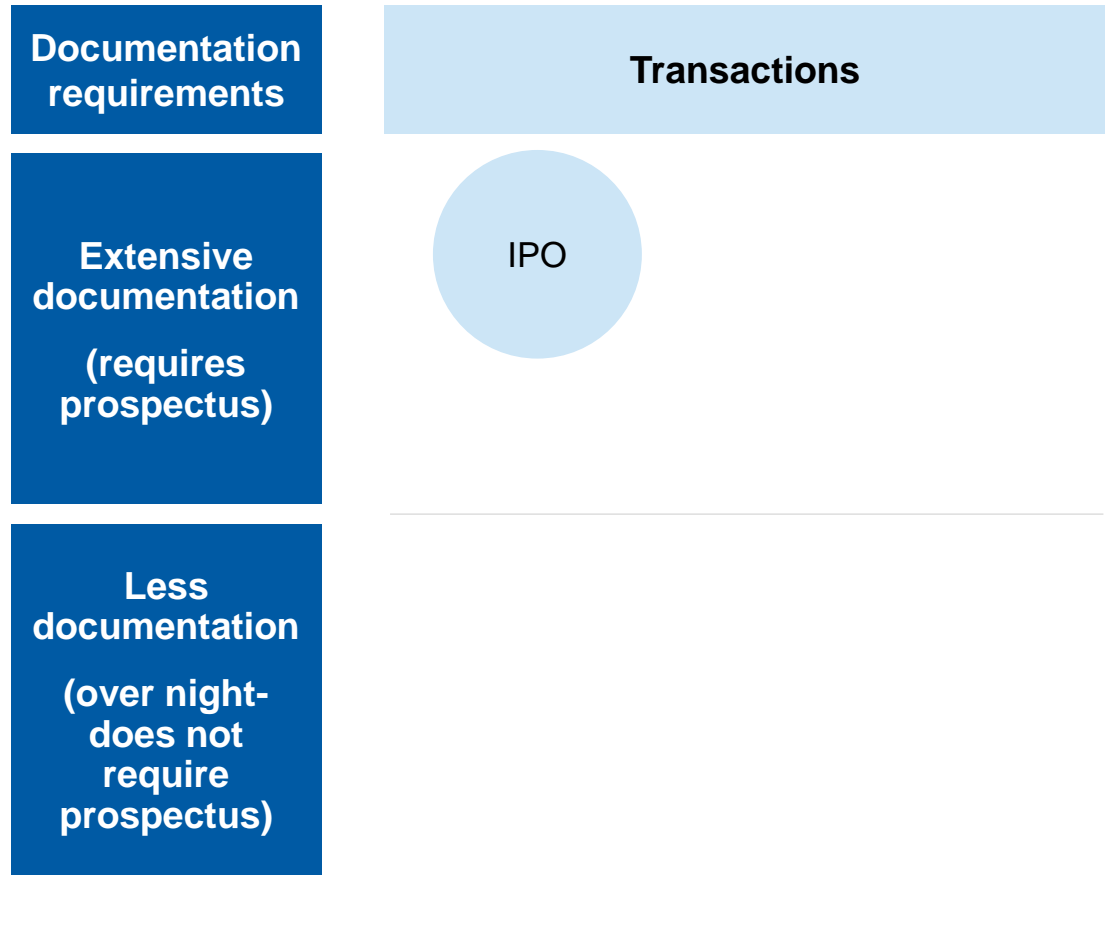 Documentation
requirements
Transactions
Extensive
documentation
(requires
prospectus)
IPO
Less
documentation
(over night-
does not
require
prospectus)